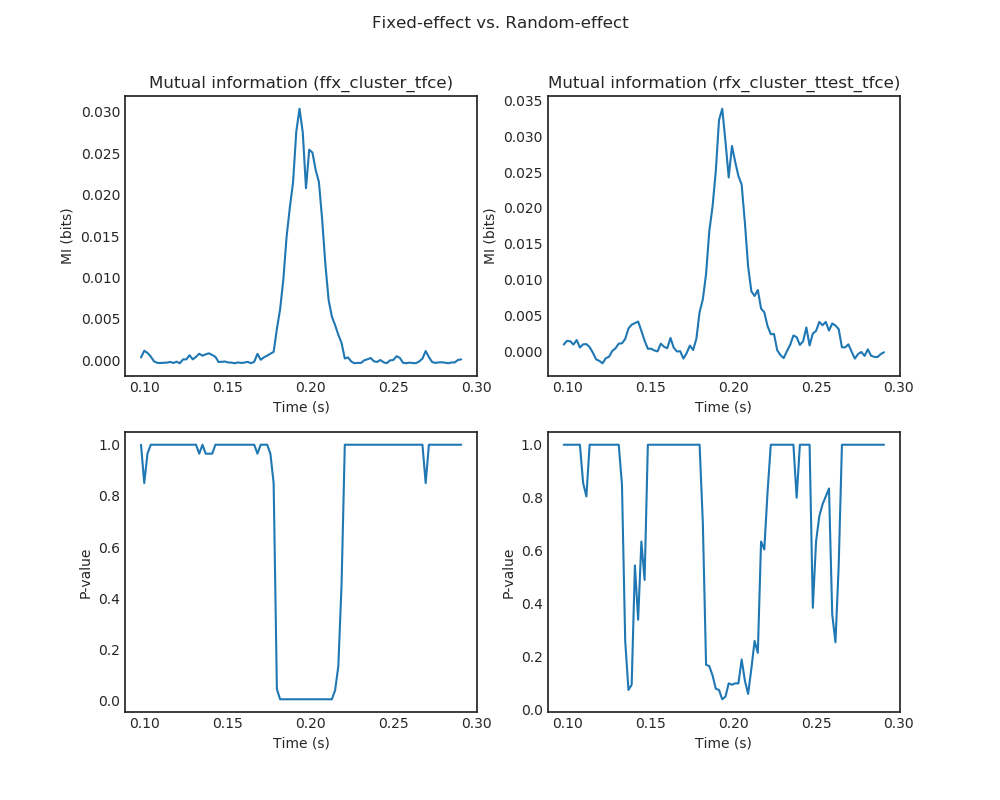 Fixed-effect vs. Random-effect
Mutual information (ffx_cluster_tfce)
MI (bits)
0.030
0.025
0.020
0.015
0.010
0.005
0.000
0.10 0.15 0.20 0.25 0.30
Time (s)
Mutual information (rfx_cluster_ttest_tfce)
MI (bits)
0.035
0.030
0.025
0.020
0.015
0.010
0.005
0.000
0.10 0.15 0.20 0.25 0.30
Time (s)
P-value
1.0
0.8
0.6
0.4
0.2
0.0
0.10 0.15 0.20 0.25 0.30
Time (s)
P-value
1.0
0.8
0.6
0.4
0.2
0.0
0.10 0.15 0.20 0.25 0.30
Time (s)